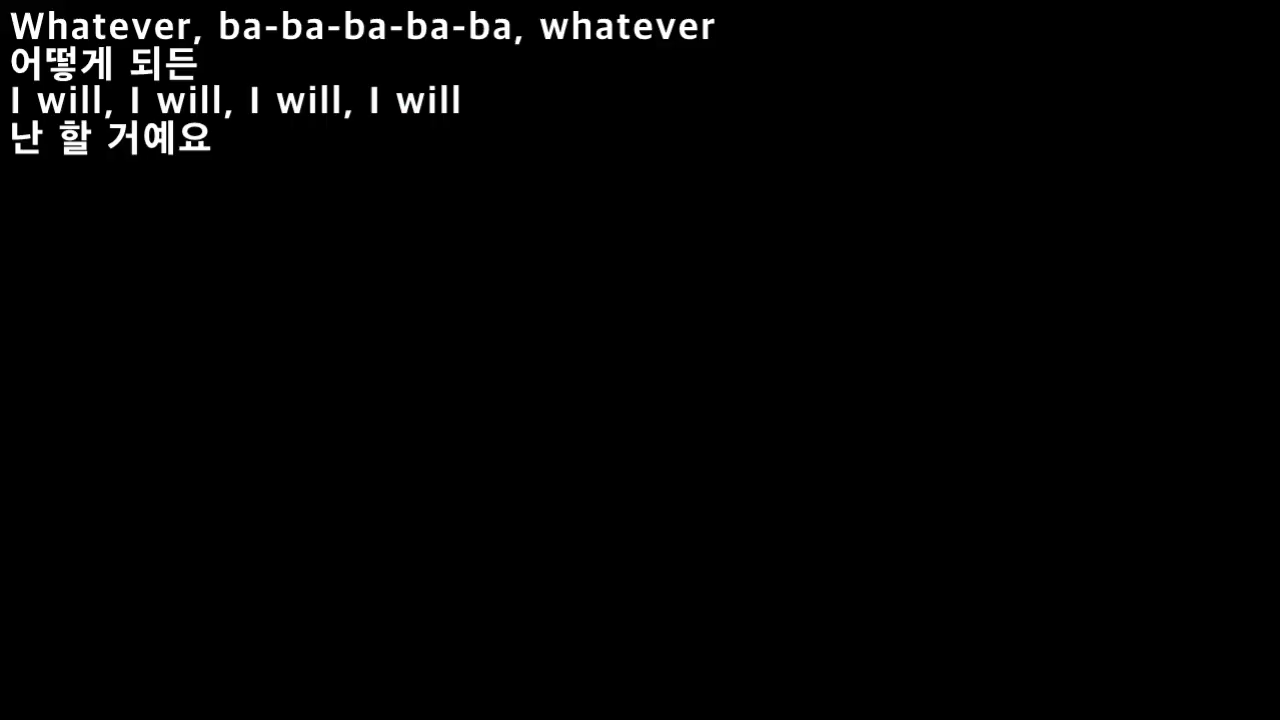 Whatever, ba-ba-ba-ba-ba, whatever
어떻게 되든
I will, I will, I will, I will
난 할 거예요